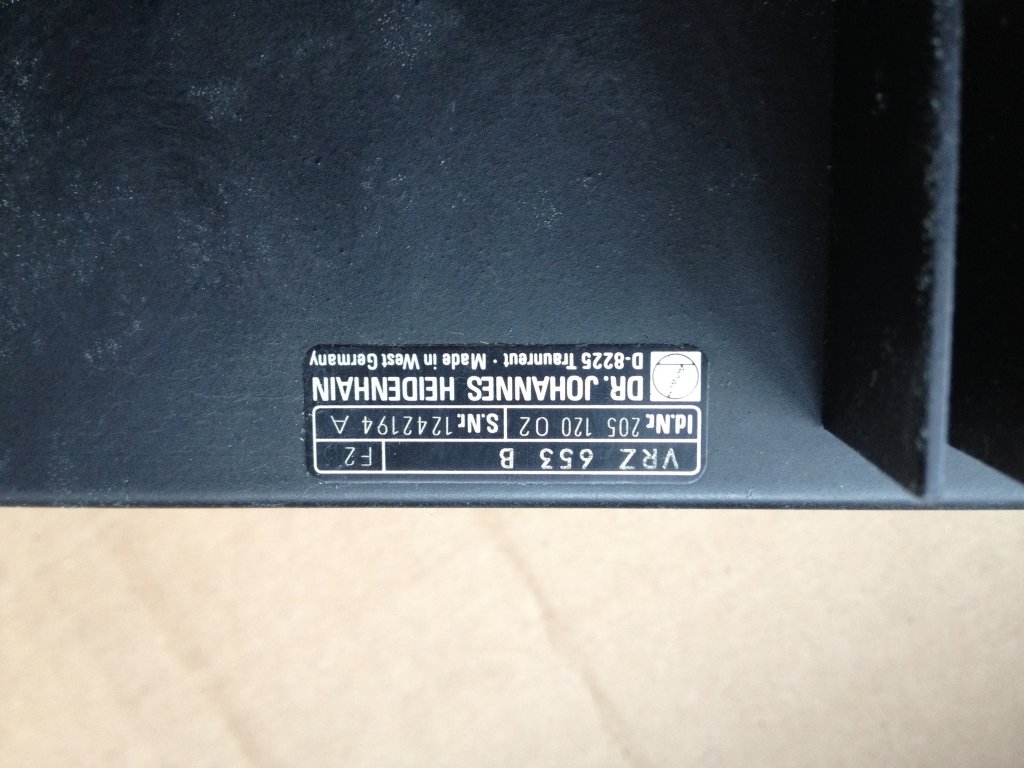 VRZ 653 B F2
Id.Nr. 205 120 02 S.Nr. 1242194 A
DR. JOHANNES HEIDENHAIN
D-8225 Traunreut · Made in West Germany